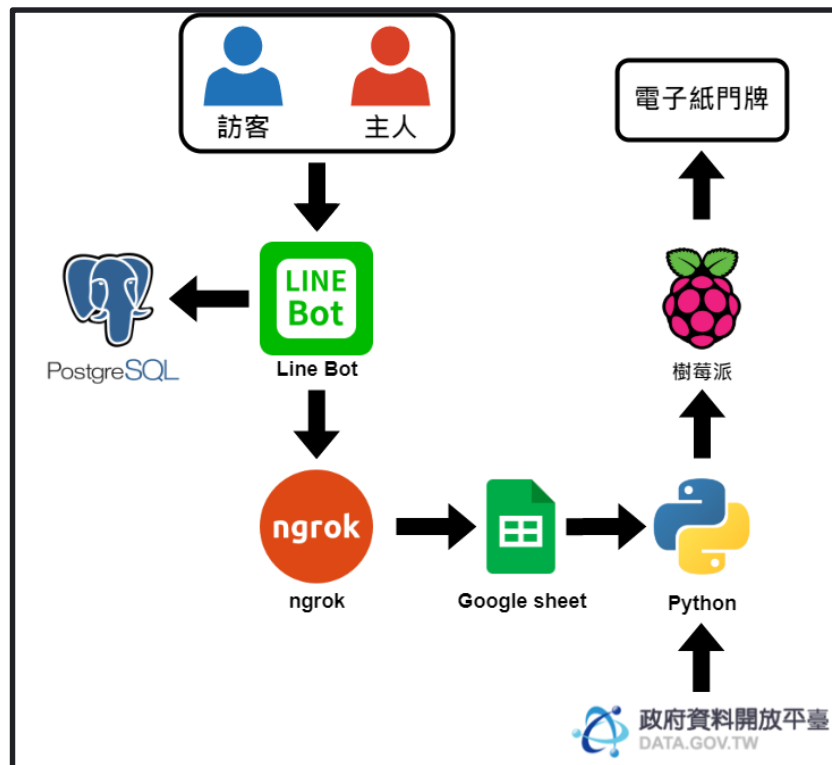 訪客
主人
電子紙門牌
LINE
Bot
Line Bot
PostgreSQL
樹莓派
ngrok
ngrok
Google sheet
Python
政府資料開放平臺
DATA.GOV.TW